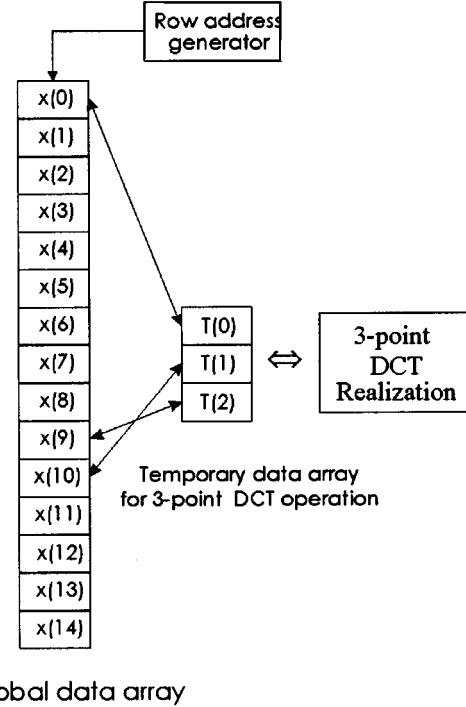 Row address
generator
x(0)
x(1)
x(2)
x(3)
x(4)
x(5)
x(6)
x(7)
x(8)
x(9)
x(10)
x(11)
x(12)
x(13)
x(14)
T(0)
T(1)
T(2)
⇔
3-point
DCT
Realization
Temporary data array
for 3-point DCT operation
obal data array